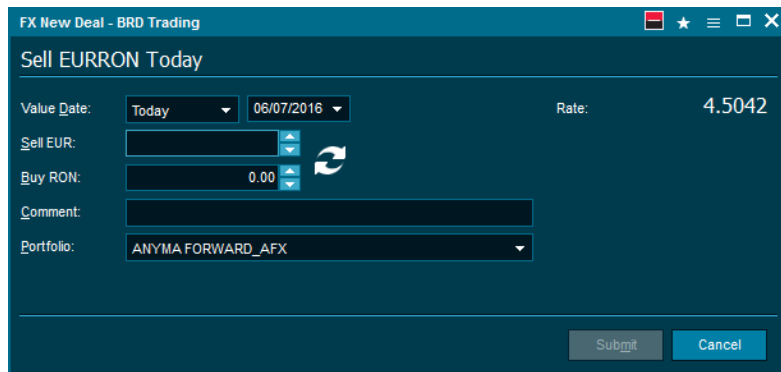 FX New Deal - BRD Trading
Sell EURRON Today
Value Date: Today 06/07/2016 Rate: 4.5042
Sell EUR:
Buy RON: 0.00
Comment:
Portfolio: ANYMA FORWARD_AFX
Submit Cancel